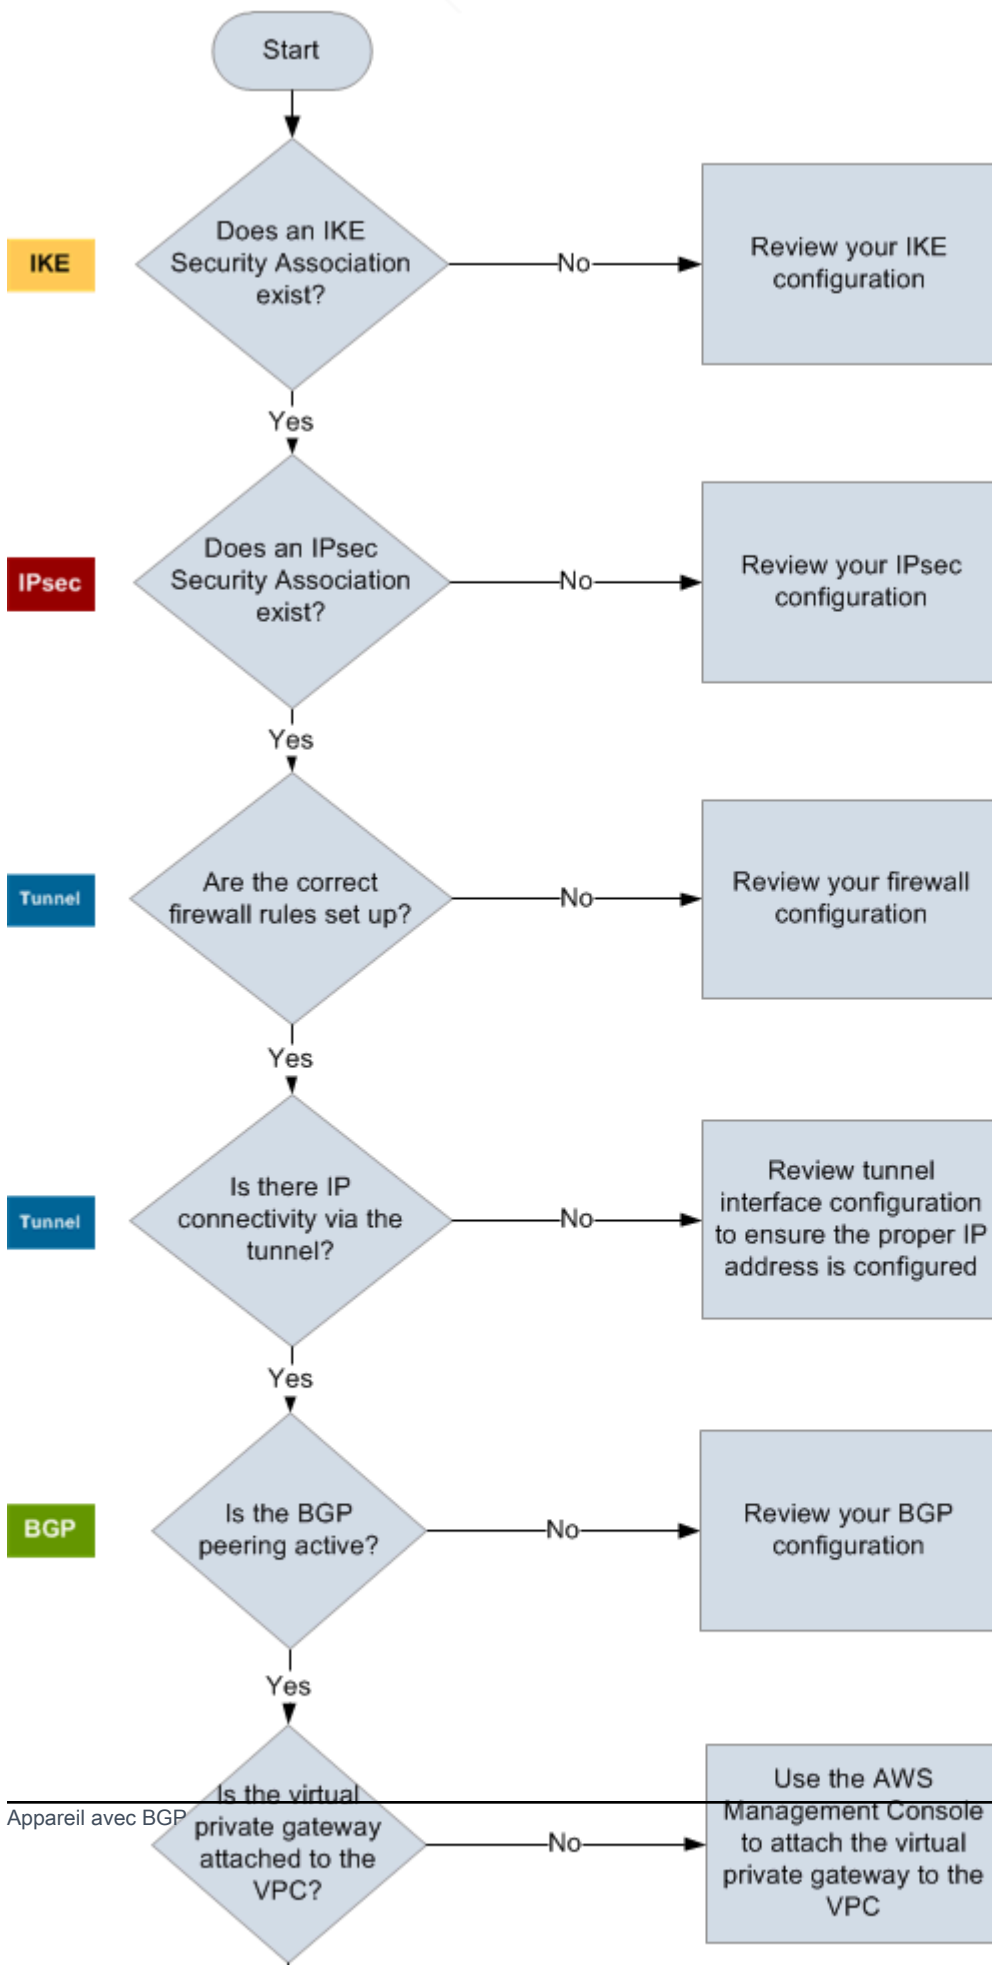 Start
IKE
Does an IKE
Security Association
exist?
No
Review your IKE
configuration
Yes
IPsec
Does an IPsec
Security Association
exist?
No
Review your IPsec
configuration
Yes
Tunnel
Are the correct
firewall rules set up?
No
Review your firewall
configuration
Yes
Tunnel
Is there IP
connectivity via the
tunnel?
No
Review tunnel
interface configuration
to ensure the proper IP
address is configured
Yes
BGP
Is the BGP
peering active?
No
Review your BGP
configuration
Yes
Is the virtual
private gateway
attached to the
VPC?
No
Use the AWS
Management Console
to attach the virtual
private gateway to the
VPC
Appareil avec BGP